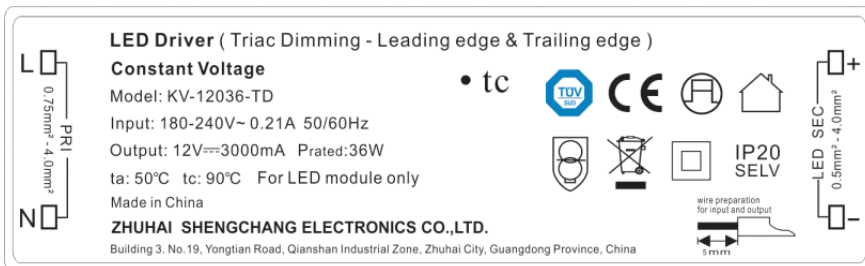 LED Driver ( Triac Dimming - Leading edge & Trailing edge )
Constant Voltage
Model: KV-12036-TD
Input: 180-240V~ 0.21A 50/60Hz
Output: 12V⎓3000mA Prated:36W
ta: 50℃ tc: 90℃ For LED module only
Made in China
ZHUHAI SHENGCHANG ELECTRONICS CO.,LTD.
Building 3. No.19, Yongtian Road, Qianshan Industrial Zone, Zhuhai City, Guangdong Province, China
L
N
PRI
0.75mm² - 4.0mm²
• tc
TÜV
SÜD
CE
IP20
SELV
wire preparation
for input and output
5mm
+
-
LED SEC
0.5mm² - 4.0mm²